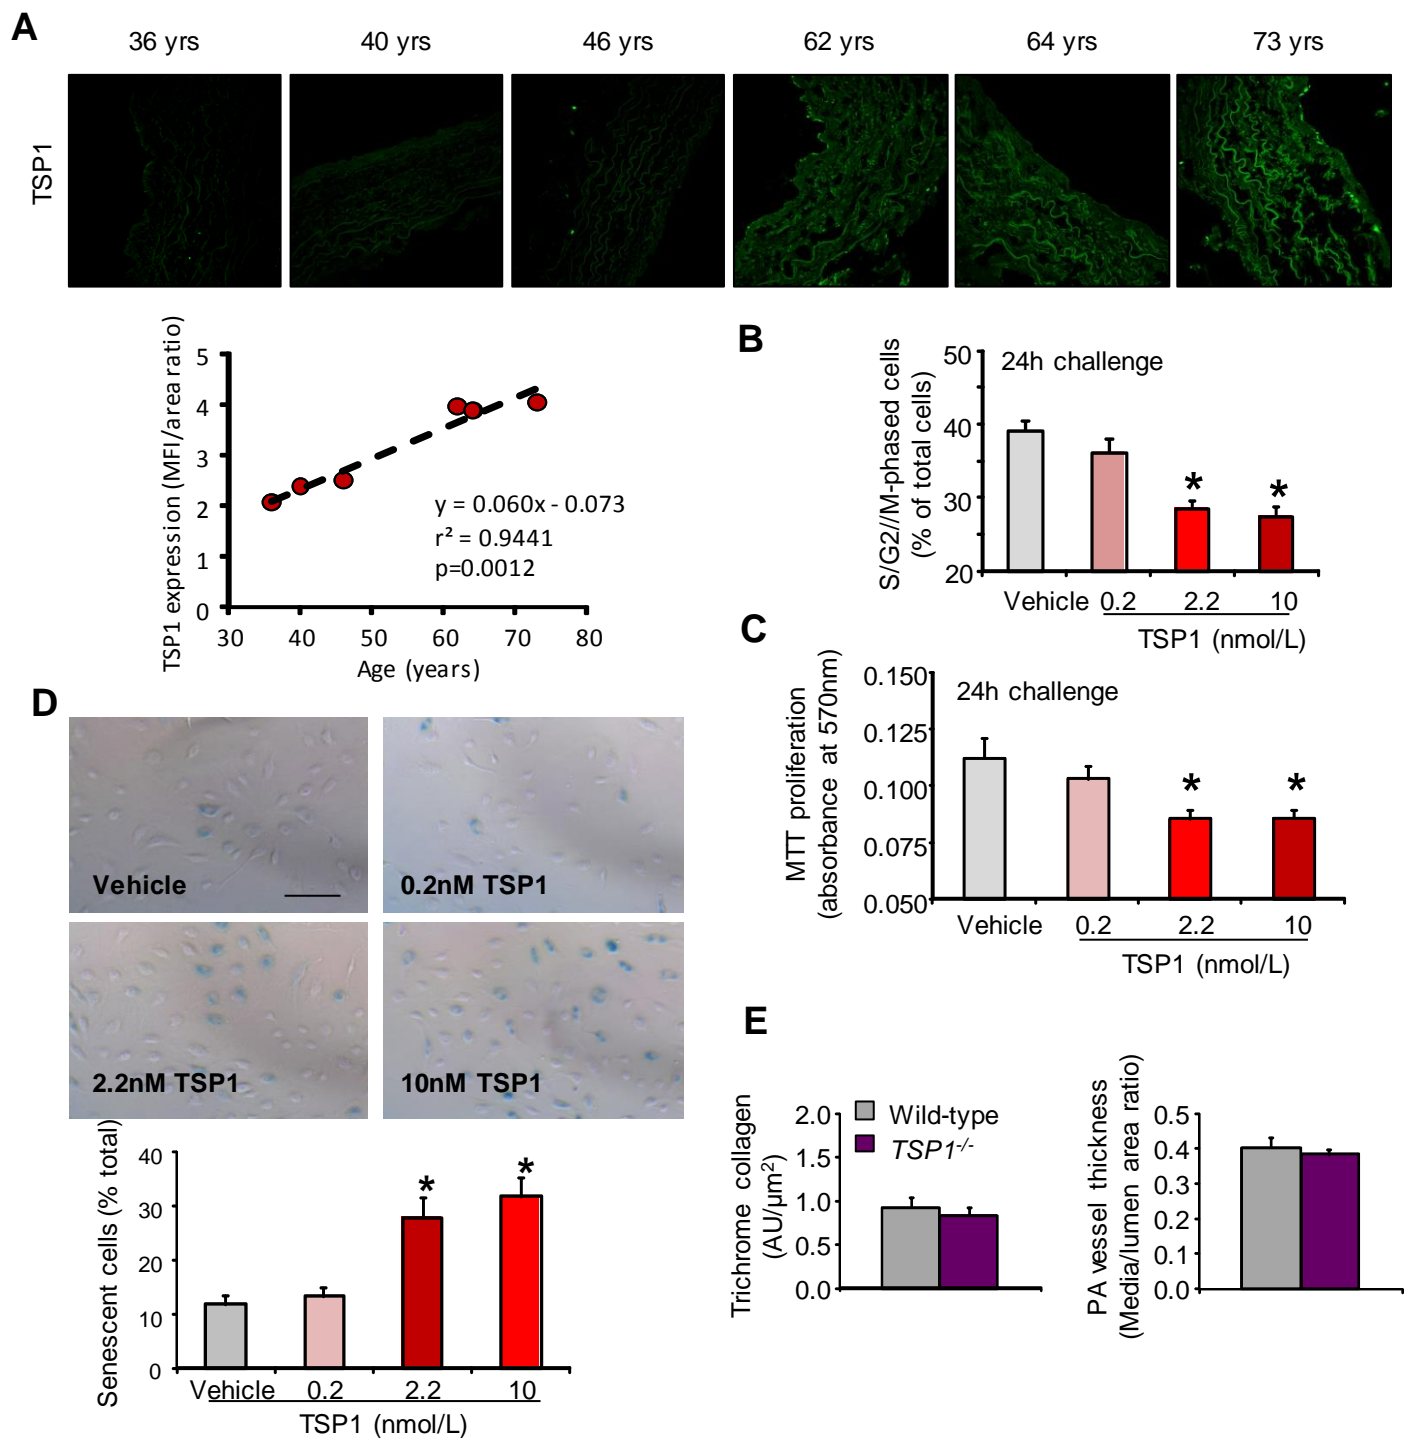 A
36 yrs 40 yrs 46 yrs 62 yrs 64 yrs 73 yrs
TSP1
TSP1 expression (MFI/area ratio)
5
4
3
2
1
0
y = 0.060x - 0.073
r² = 0.9441
p=0.0012
30 40 50 60 70 80
Age (years)
B
S/G2//M-phased cells
(% of total cells)
24h challenge
50
40
30
20
Vehicle 0.2 2.2 10
TSP1 (nmol/L)
* *
C
MTT proliferation
(absorbance at 570nm)
24h challenge
0.150
0.125
0.100
0.075
0.050
* *
Vehicle 0.2 2.2 10
TSP1 (nmol/L)
D
Vehicle
0.2nM TSP1
2.2nM TSP1
10nM TSP1
Senescent cells (% total)
40
30
20
10
0
* *
Vehicle 0.2 2.2 10
TSP1 (nmol/L)
E
Trichrome collagen
(AU/µm²)
2.0
1.5
1.0
0.5
0.0
Wild-type
TSP1-/-
PA vessel thickness
(Media/lumen area ratio)
0.5
0.4
0.3
0.2
0.1
0.0